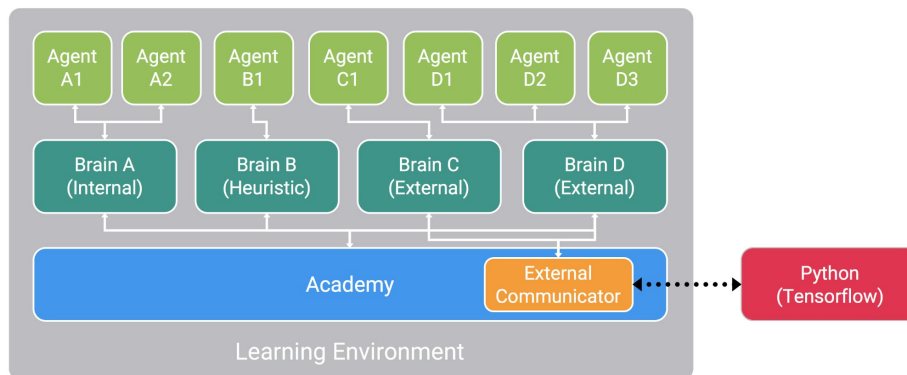 Agent
A1
Agent
A2
Agent
B1
Agent
C1
Agent
D1
Agent
D2
Agent
D3
Brain A
(Internal)
Brain B
(Heuristic)
Brain C
(External)
Brain D
(External)
Academy
External
Communicator
Python
(Tensorflow)
Learning Environment